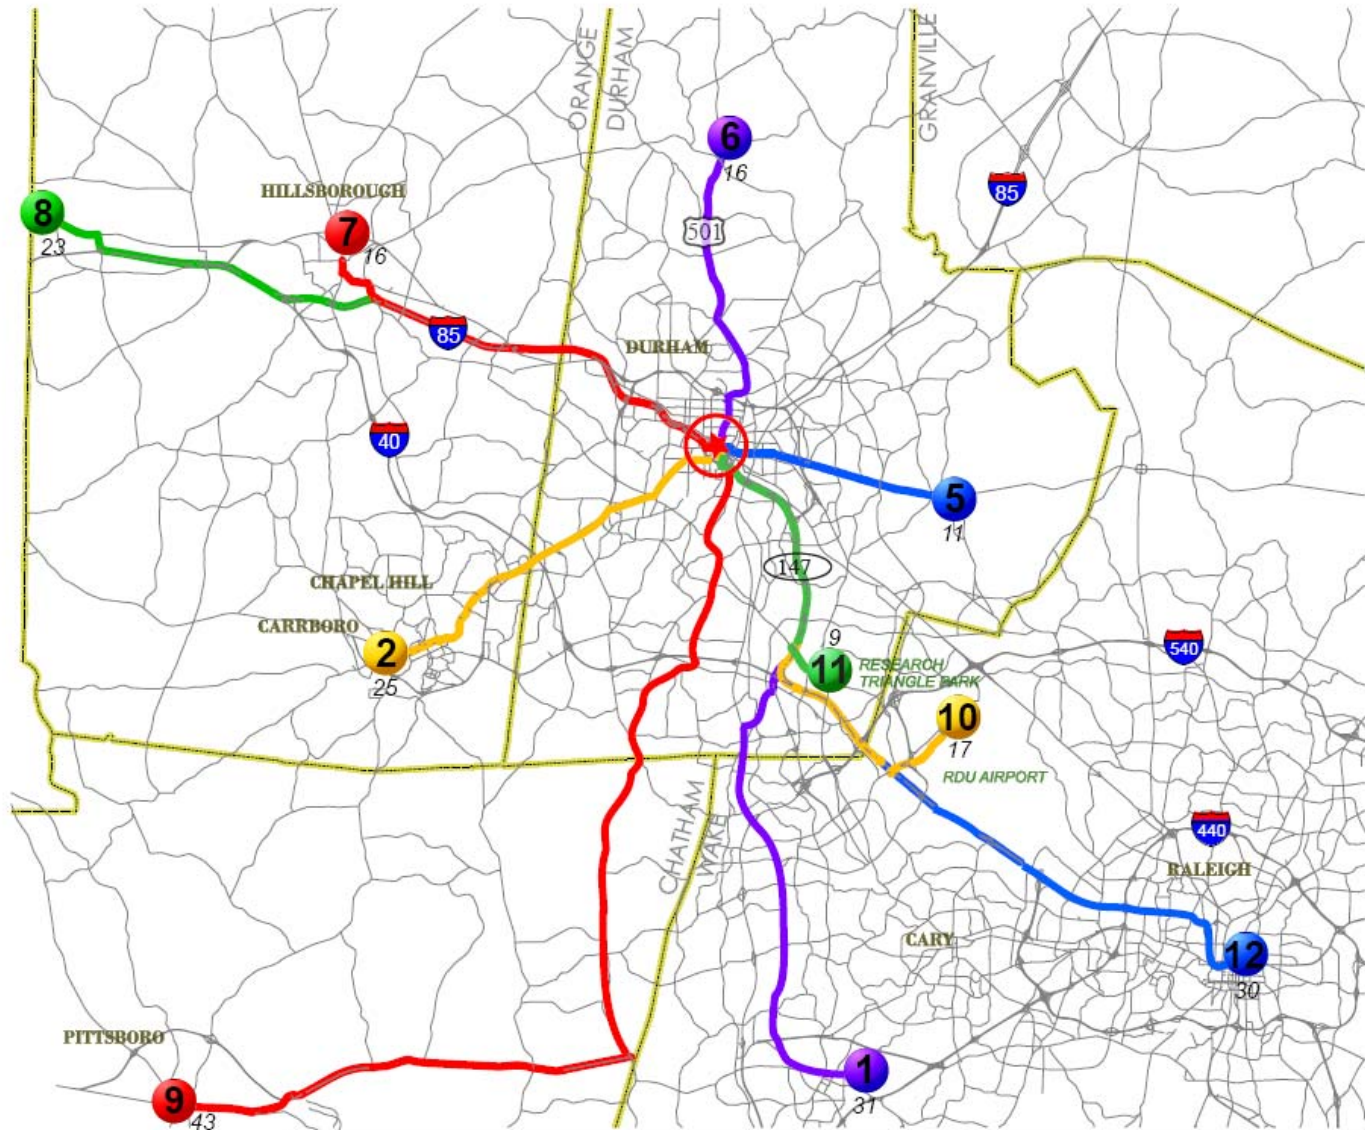 ORANGE
DURHAM
GRANVILLE
6
16
85
HILLSBOROUGH
8
23
7
16
501
85
DURHAM
40
5
11
147
CHAPEL HILL
CARRBORO
2
25
9
11
RESEARCH
TRIANGLE PARK
540
10
17
RDU AIRPORT
CHATHAM
WAKE
440
RALEIGH
CARY
12
30
PITTSBORO
9
43
1
31